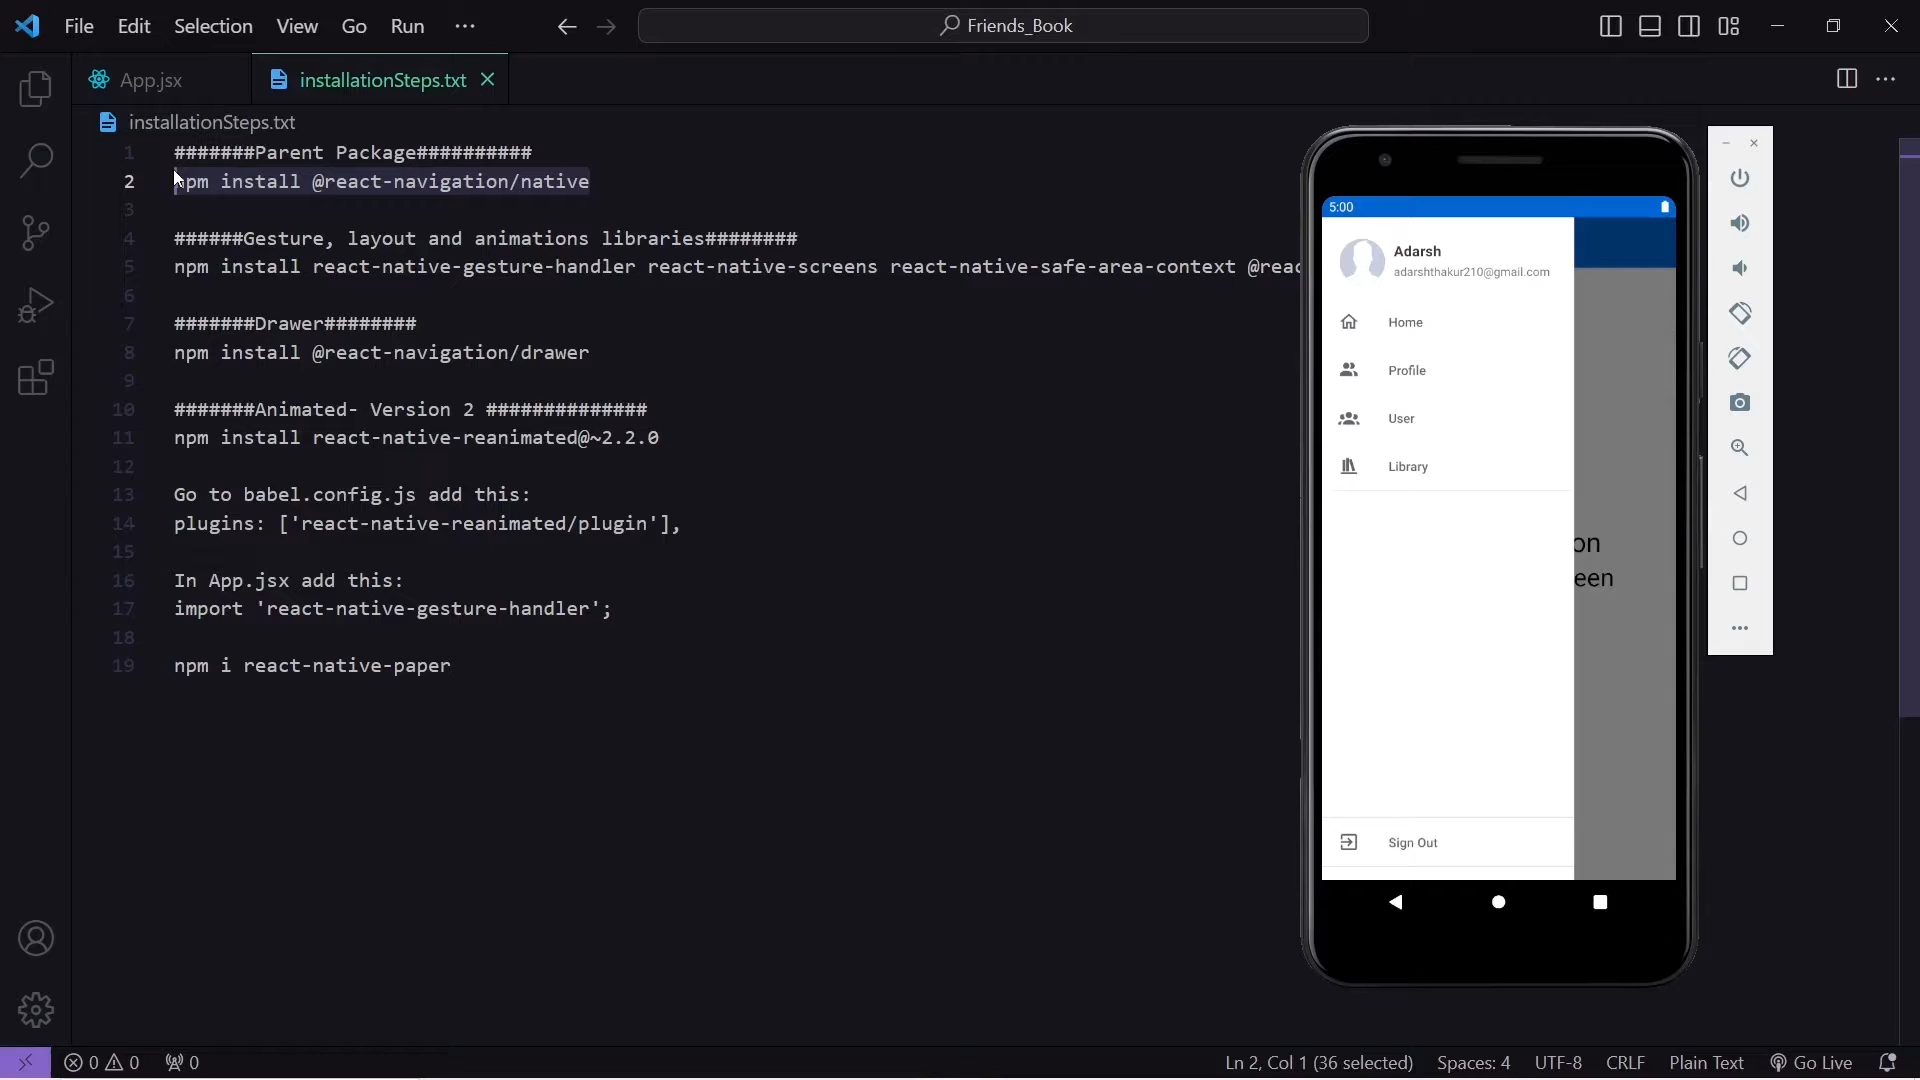 File Edit Selection View Go Run ···
Friends_Book
App.jsx
installationSteps.txt
installationSteps.txt
1 #######Parent Package##########
2 npm install @react-navigation/native
3
4 ######Gesture, layout and animations libraries########
5 npm install react-native-gesture-handler react-native-screens react-native-safe-area-context @reac
6
7 #######Drawer########
8 npm install @react-navigation/drawer
9
10 #######Animated- Version 2 ##############
11 npm install react-native-reanimated@~2.2.0
12
13 Go to babel.config.js add this:
14 plugins: ['react-native-reanimated/plugin'],
15
16 In App.jsx add this:
17 import 'react-native-gesture-handler';
18
19 npm i react-native-paper
5:00
Adarsh
adarshthakur210@gmail.com
Home
Profile
User
Library
on
een
Sign Out
0 0 0
Ln 2, Col 1 (36 selected) Spaces: 4 UTF-8 CRLF Plain Text Go Live